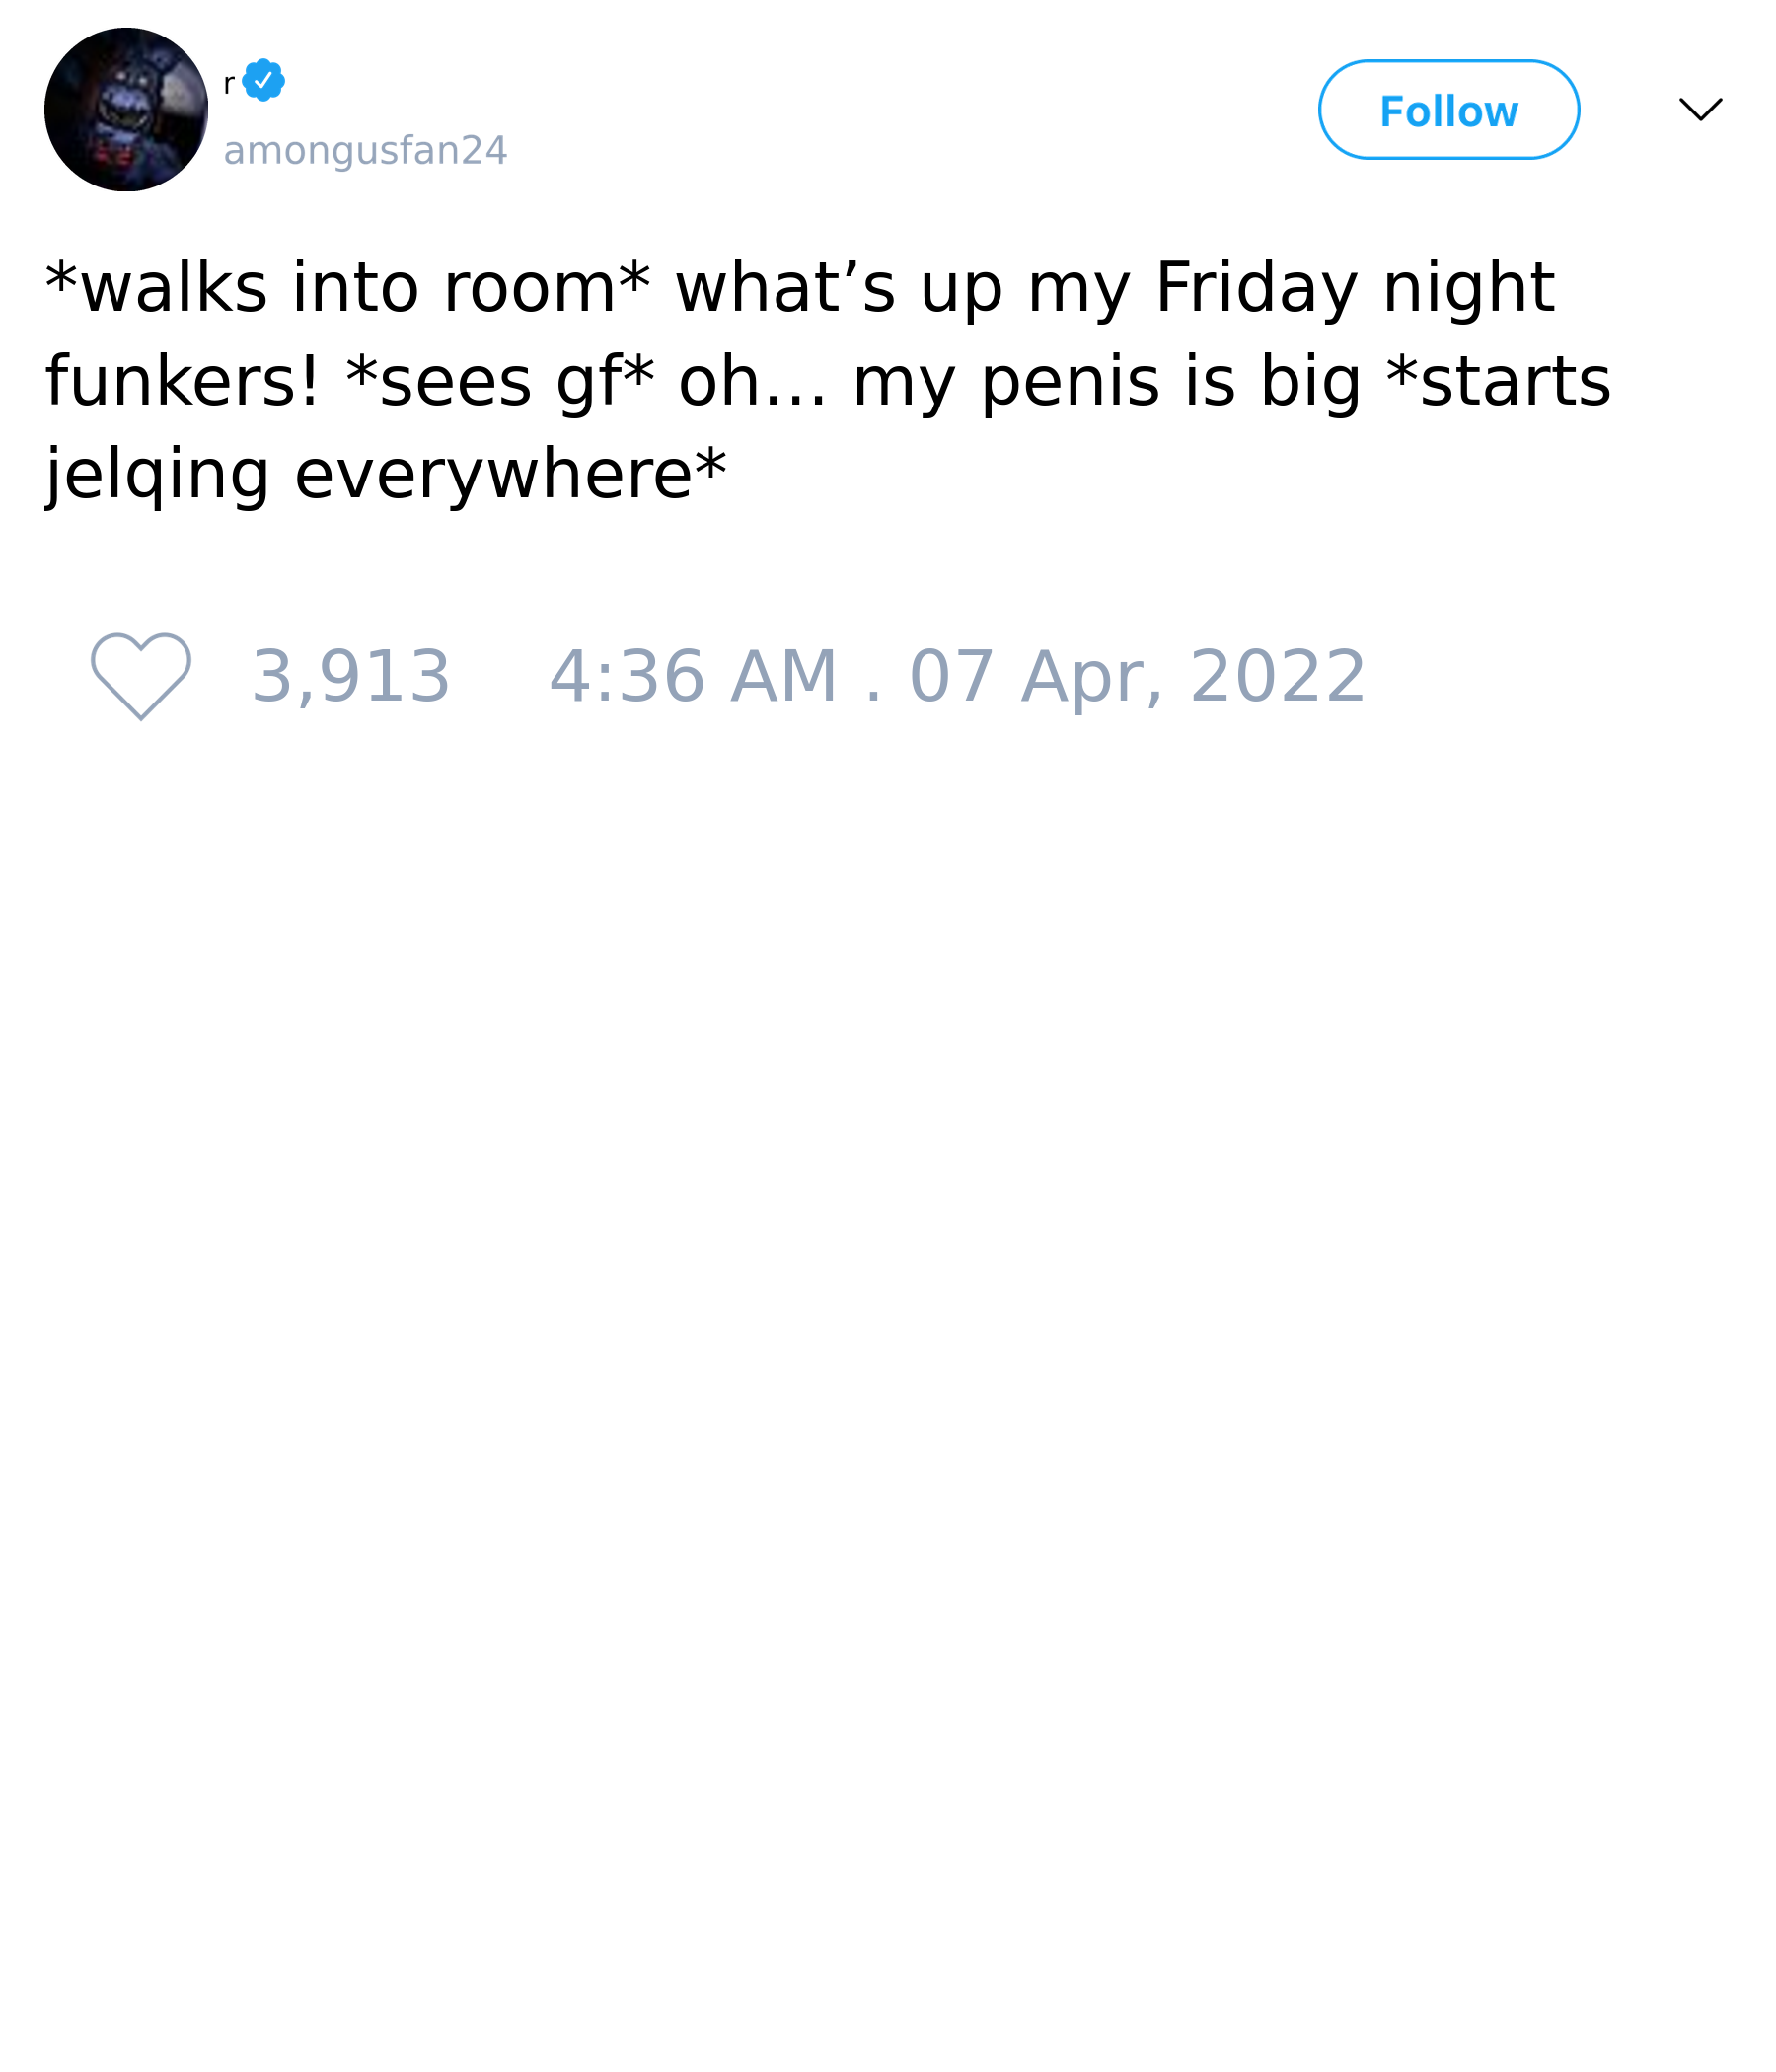 r
amongusfan24
Follow
*walks into room* what’s up my Friday night
funkers! *sees gf* oh... my penis is big *starts
jelqing everywhere*
3,913 4:36 AM . 07 Apr, 2022